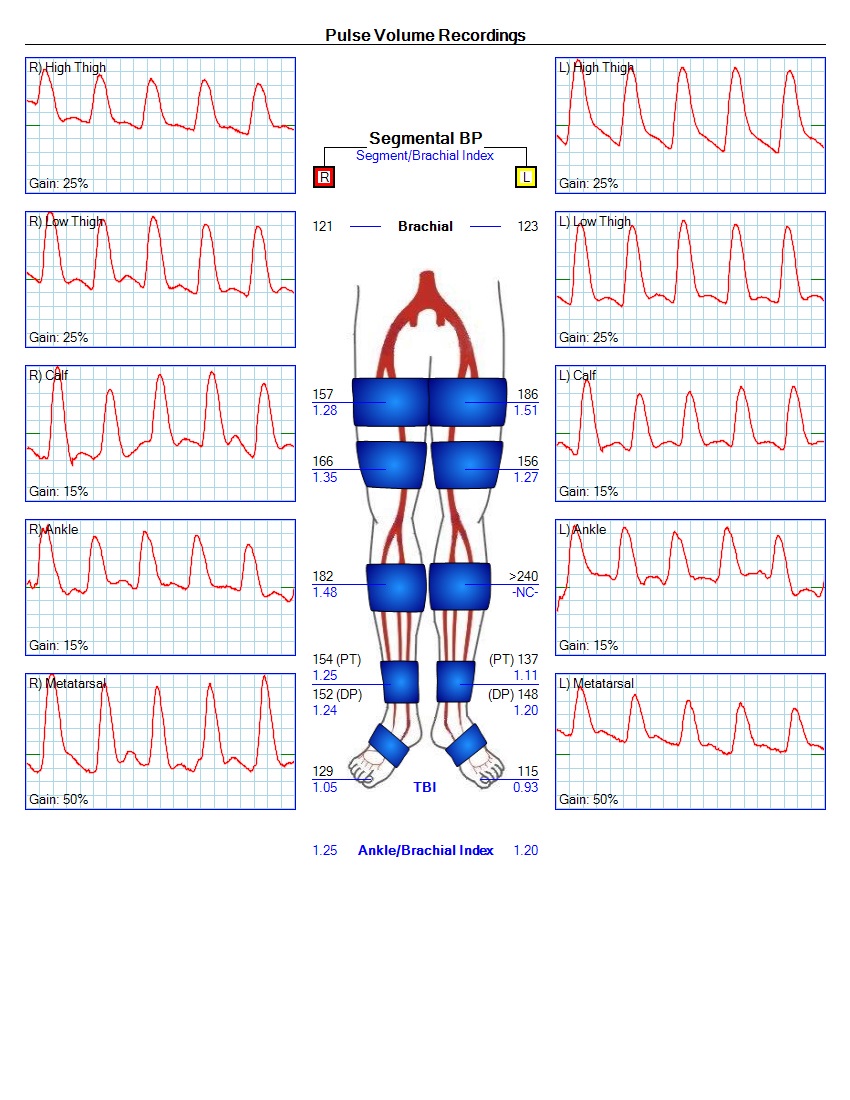 Pulse Volume Recordings
R) High Thigh
Gain: 25%
R) Low Thigh
Gain: 25%
R) Calf
Gain: 15%
R) Ankle
Gain: 15%
R) Metatarsal
Gain: 50%
Segmental BP
Segment/Brachial Index
R L
121 Brachial 123
157 186
1.28 1.51
166 156
1.35 1.27
182 >240
1.48 -NC-
154 (PT) (PT) 137
1.25 1.11
152 (DP) (DP) 148
1.24 1.20
129 115
1.05 TBI 0.93
1.25 Ankle/Brachial Index 1.20
L) High Thigh
Gain: 25%
L) Low Thigh
Gain: 25%
L) Calf
Gain: 15%
L) Ankle
Gain: 15%
L) Metatarsal
Gain: 50%